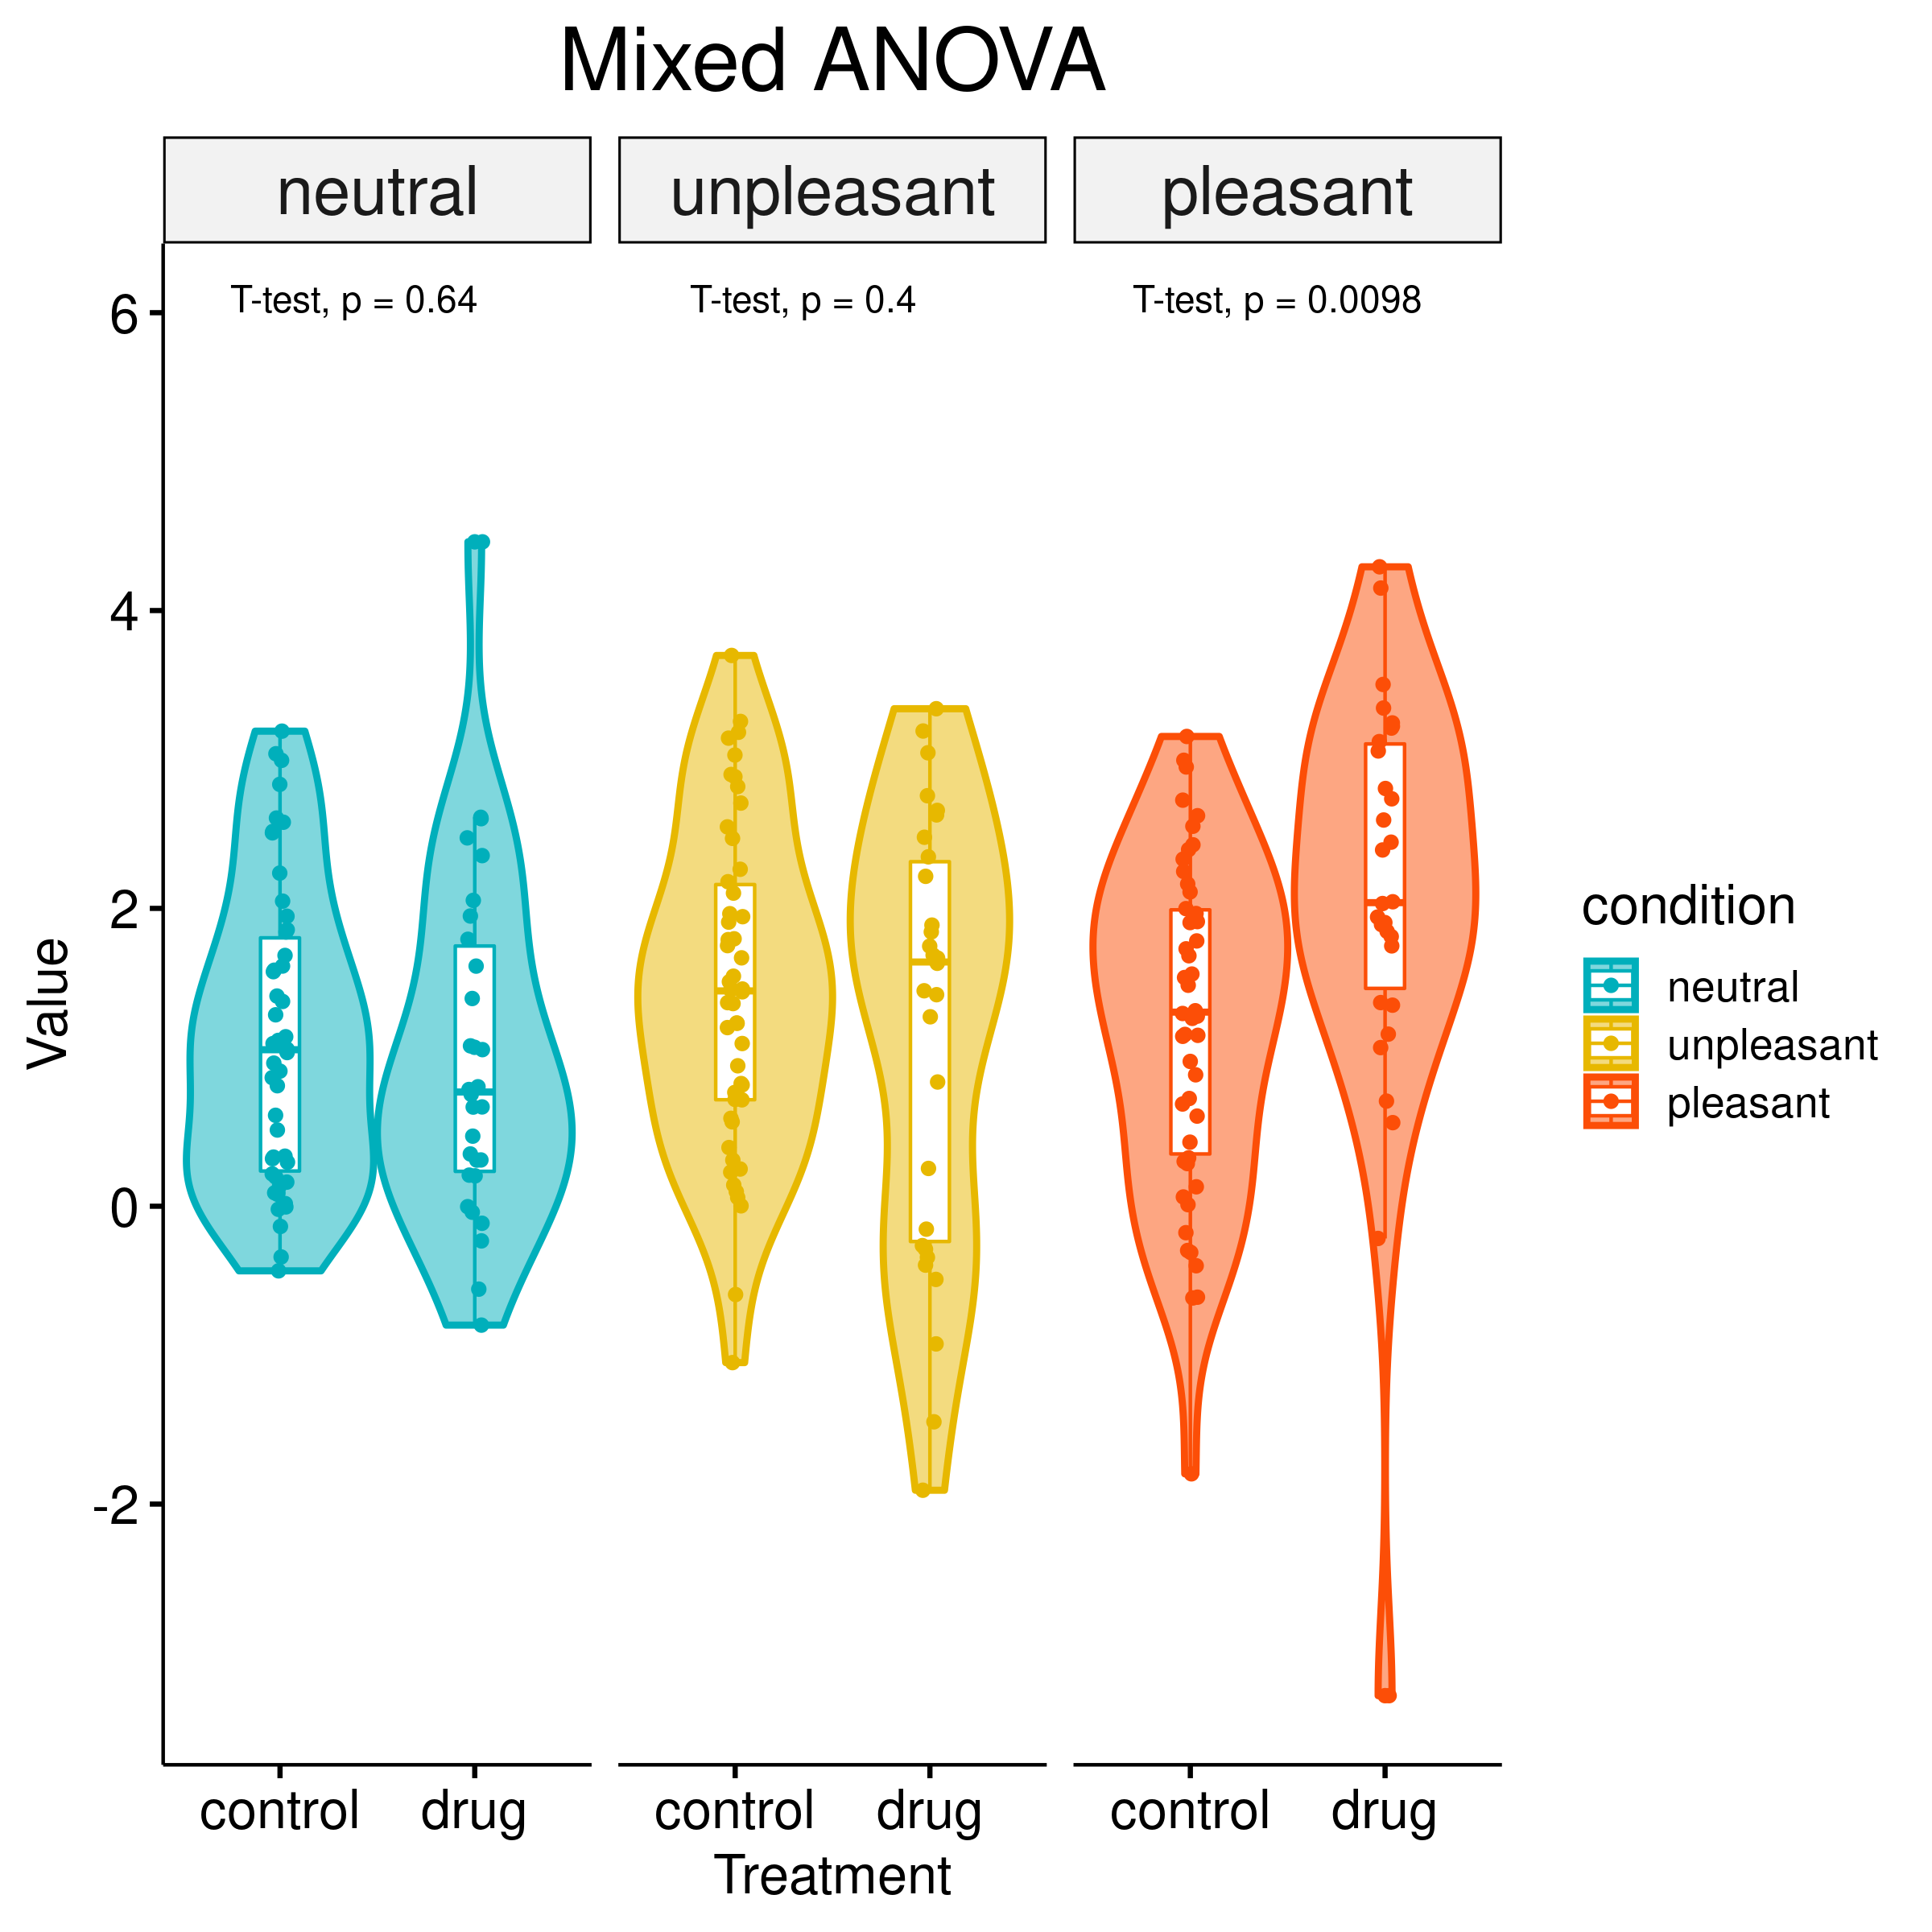 Mixed ANOVA
neutral
unpleasant
pleasant
T-test, p = 0.64
T-test, p = 0.4
T-test, p = 0.0098
6
4
2
0
-2
Value
control
drug
control
drug
control
drug
Treatment
condition
neutral
unpleasant
pleasant